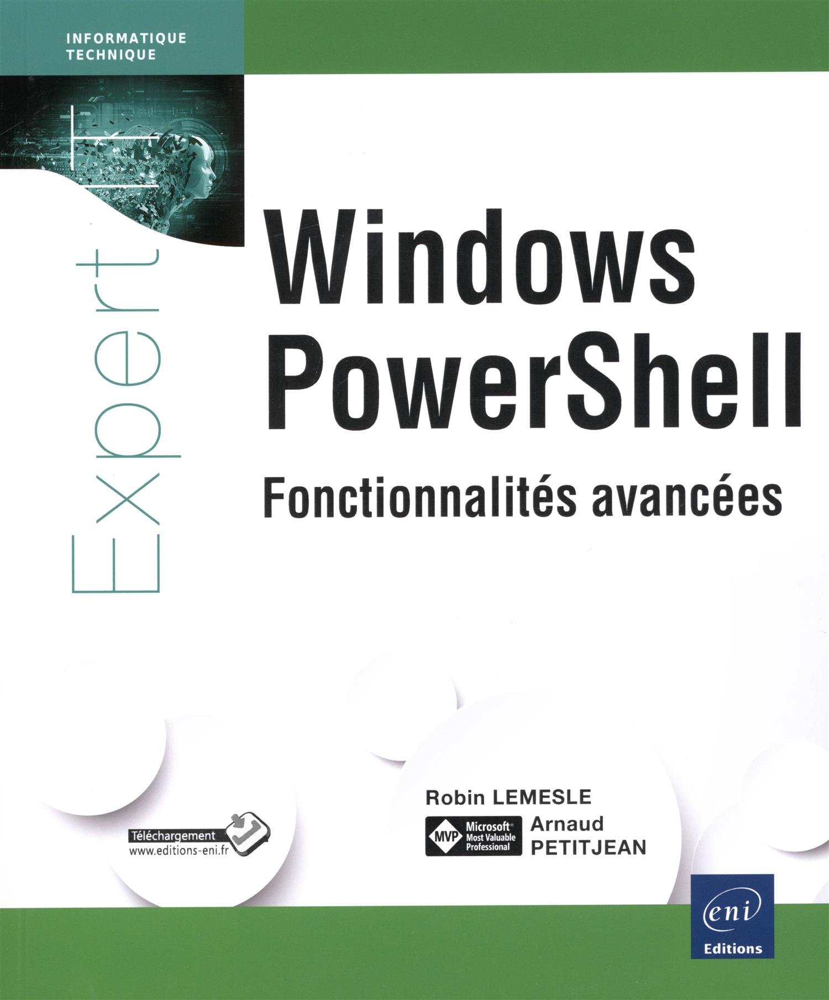 INFORMATIQUE
TECHNIQUE
Expert IT
Windows
PowerShell
Fonctionnalités avancées
Robin LEMESLE
MVP
Microsoft®
Most Valuable
Professional
Arnaud
PETITJEAN
Téléchargement
www.editions-eni.fr
eni
Editions